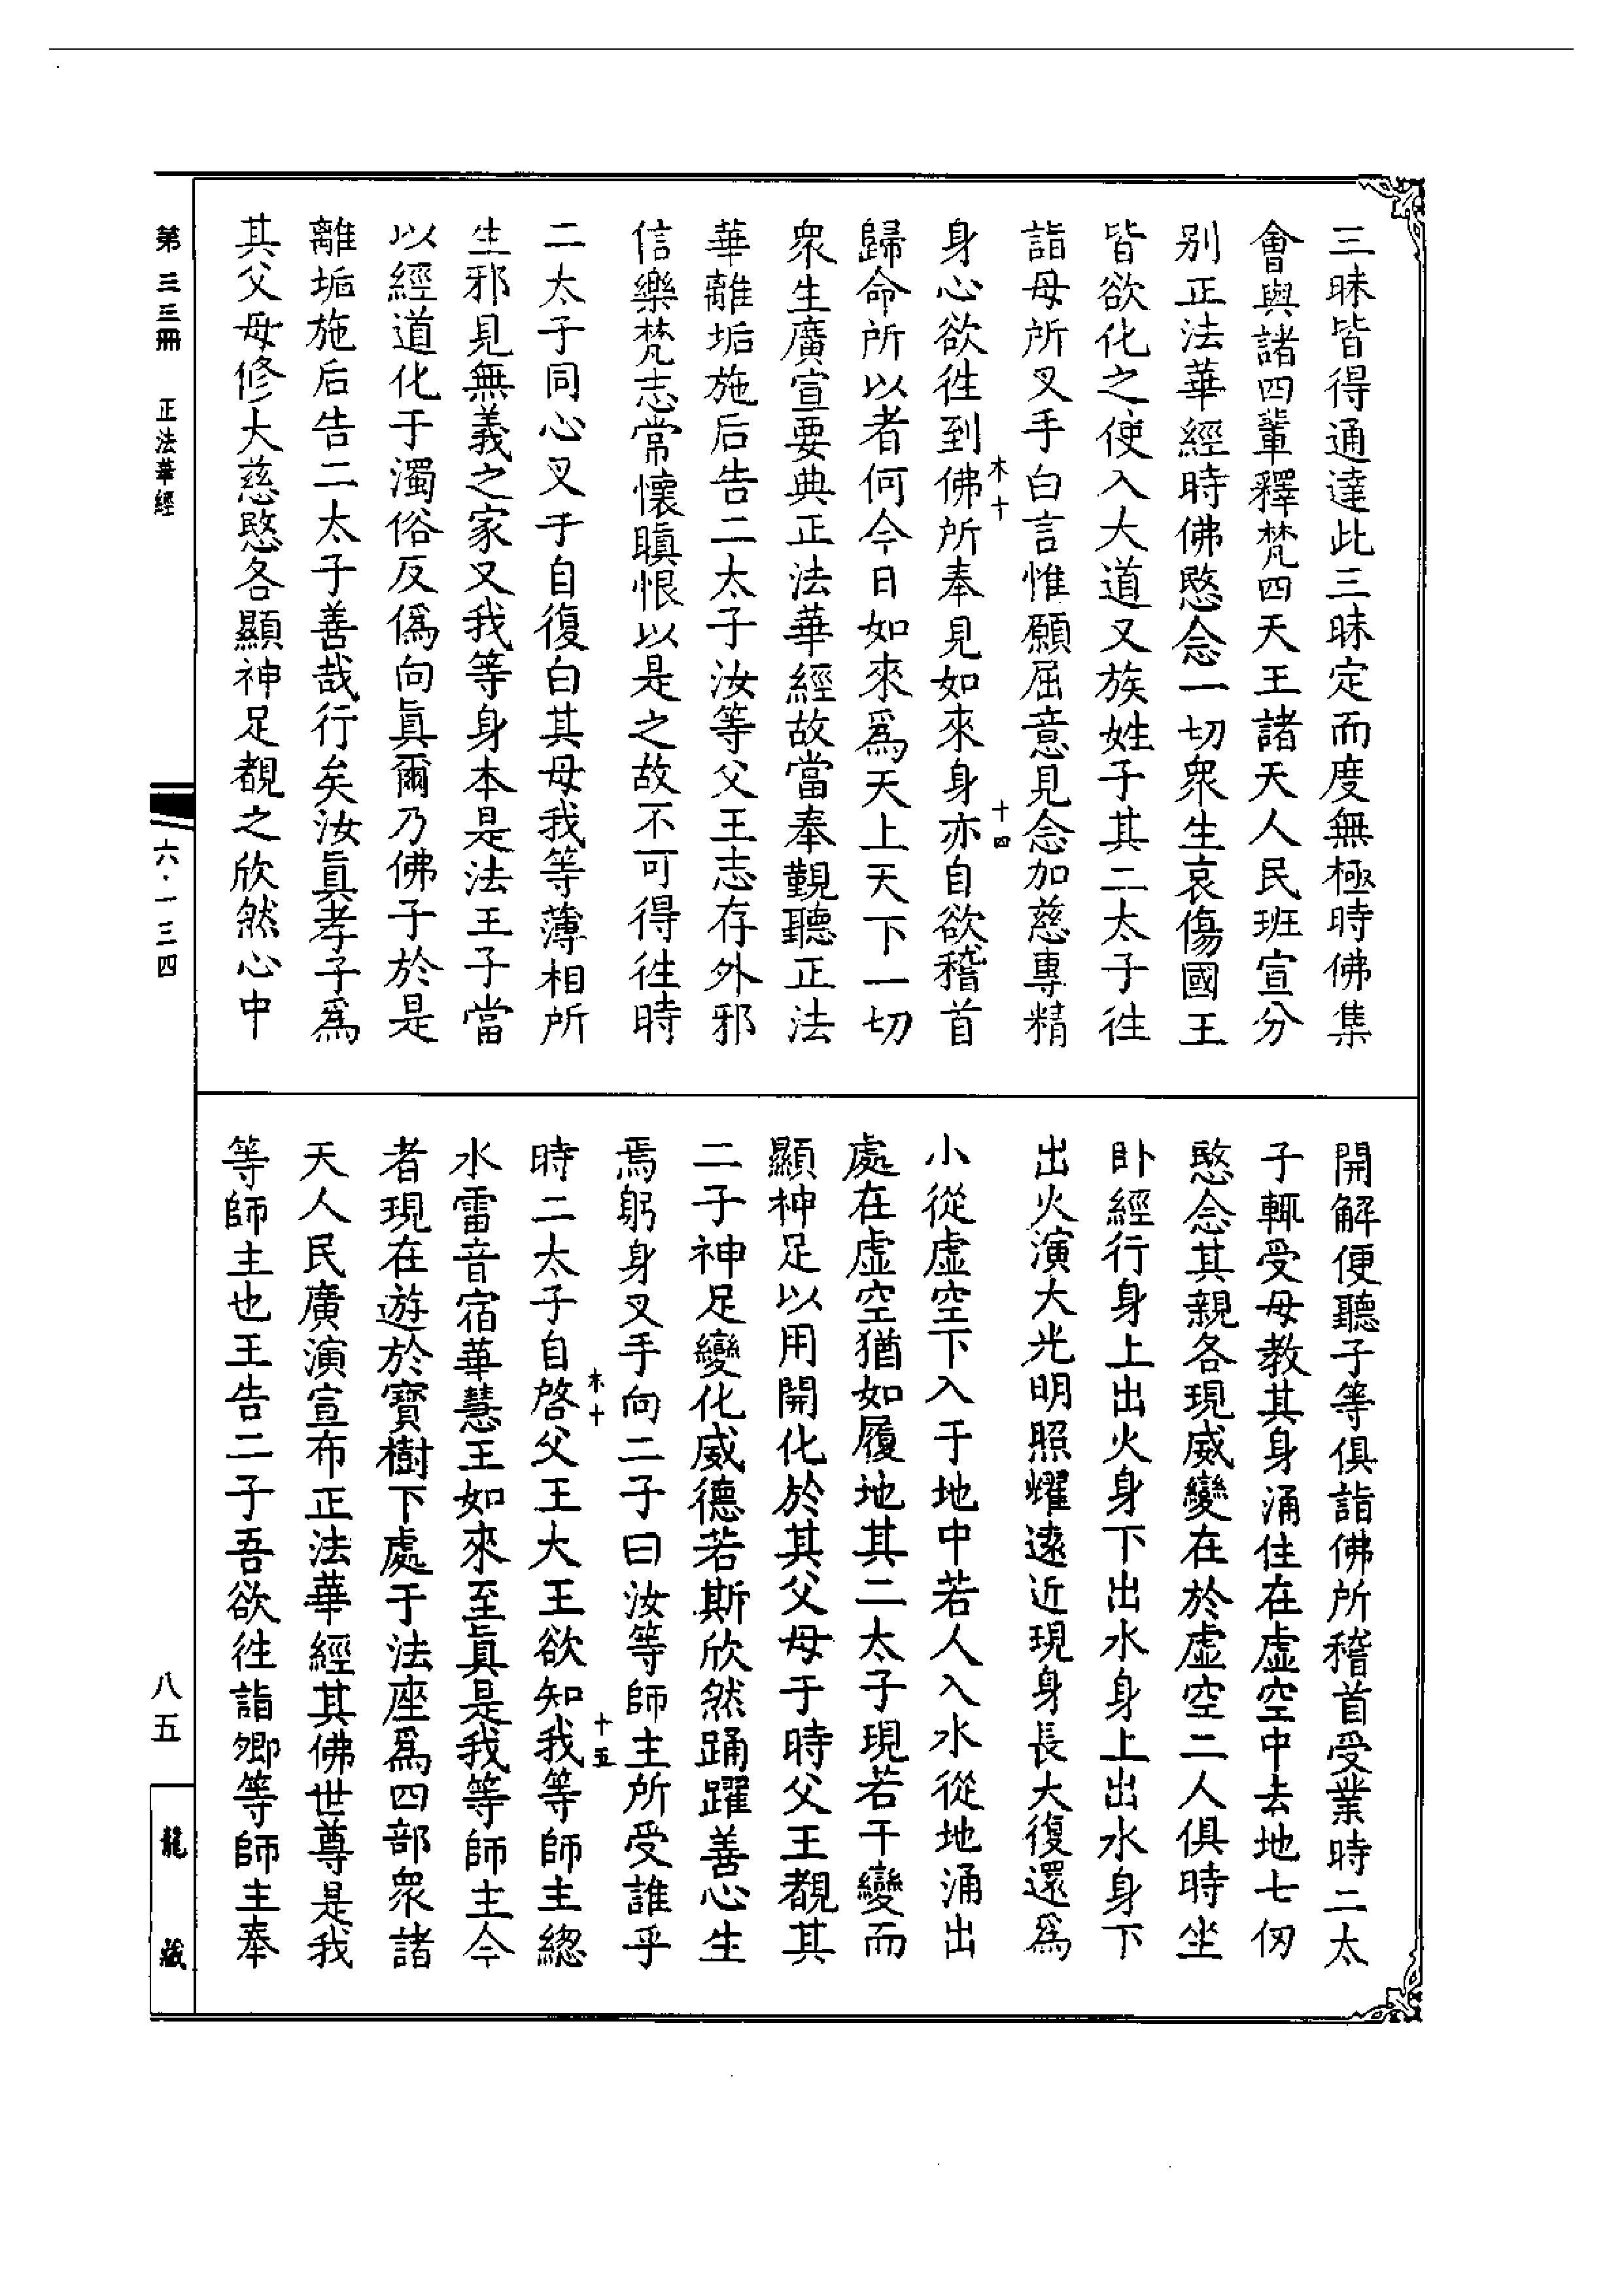 三昧皆得通達此三昧定而度無極時佛集
會與諸四輩釋梵四天王諸天人民班宣分
别正法華經時佛愍念一切衆生哀傷國王
皆欲化之使入大道又族姓子其二太子徃
詣母所叉手白言惟願屈意見念加慈專精
木十
十四
身心欲徃到佛所奉見如來身亦自欲稽首
歸命所以者何今日如來爲天上天下一切
衆生廣宣要典正法華經故當奉覲聽正法
華離垢施后告二太子汝等父王志存外邪
信樂梵志常懷瞋恨以是之故不可得徃時
二太子同心叉手自復白其母我等薄相所
生邪見無義之家又我等身本是法王子當
以經道化于濁俗反僞向眞爾乃佛子於是
離垢施后告二太子善哉行矣汝眞孝子爲
其父母修大慈愍各顯神足覩之欣然心中
開解便聽子等俱詣佛所稽首受業時二太
子輒受母教其身涌住在虚空中去地七仞
愍念其親各現威變在於虚空二人俱時坐
卧經行身上出火身下出水身上出水身下
出火演大光明照耀逺近現身長大復還爲
小從虚空下入于地中若人入水從地涌出
處在虚空猶如履地其二太子現若干變而
顯神足以用開化於其父母于時父王覩其
二子神足變化威德若斯欣然踊躍善心生
焉躬身叉手向二子曰汝等師主所受誰乎
木十
十五
時二太子自啓父王大王欲知我等師主緫
水雷音宿華慧王如來至眞是我等師主今
者現在遊於寶樹下處于法座爲四部衆諸
天人民廣演宣布正法華經其佛世尊是我
等師主也王告二子吾欲徃詣卿等師主奉
第三三冊　正法華經
六·一三四
八五
龍藏